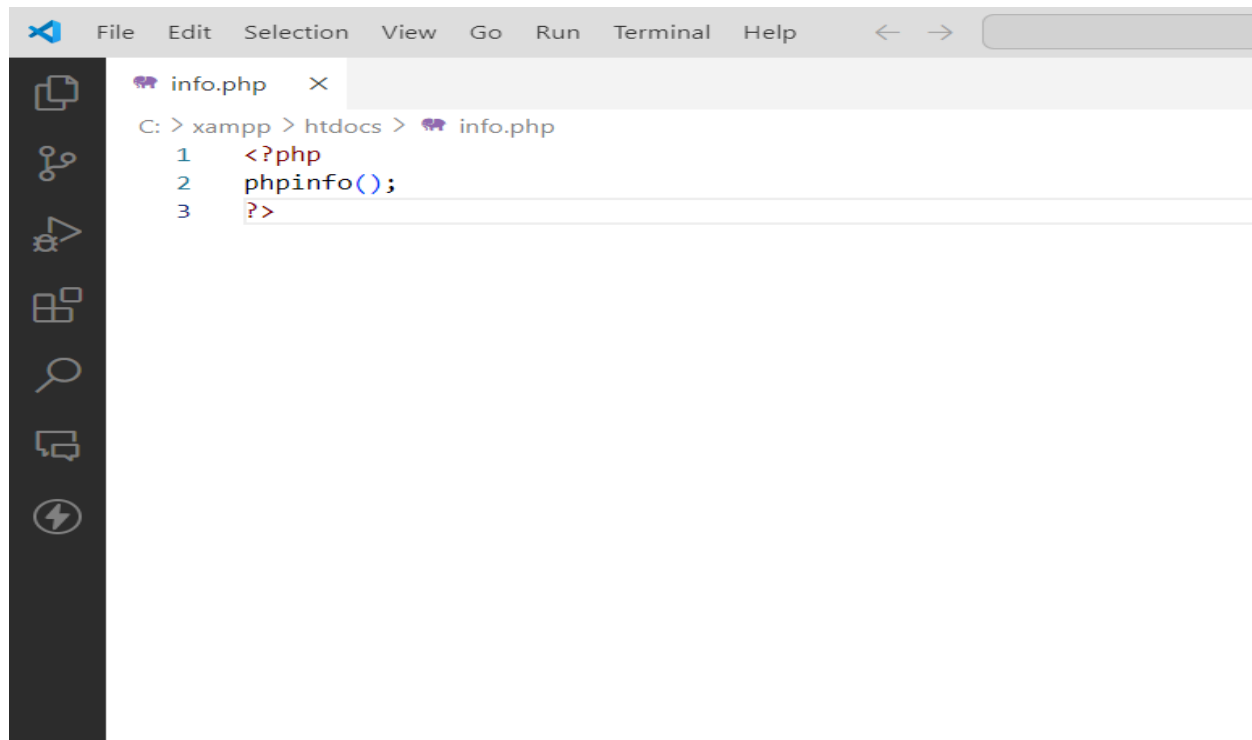 File Edit Selection View Go Run Terminal Help
info.php
C: > xampp > htdocs > info.php
1 <?php
2 phpinfo();
3 ?>